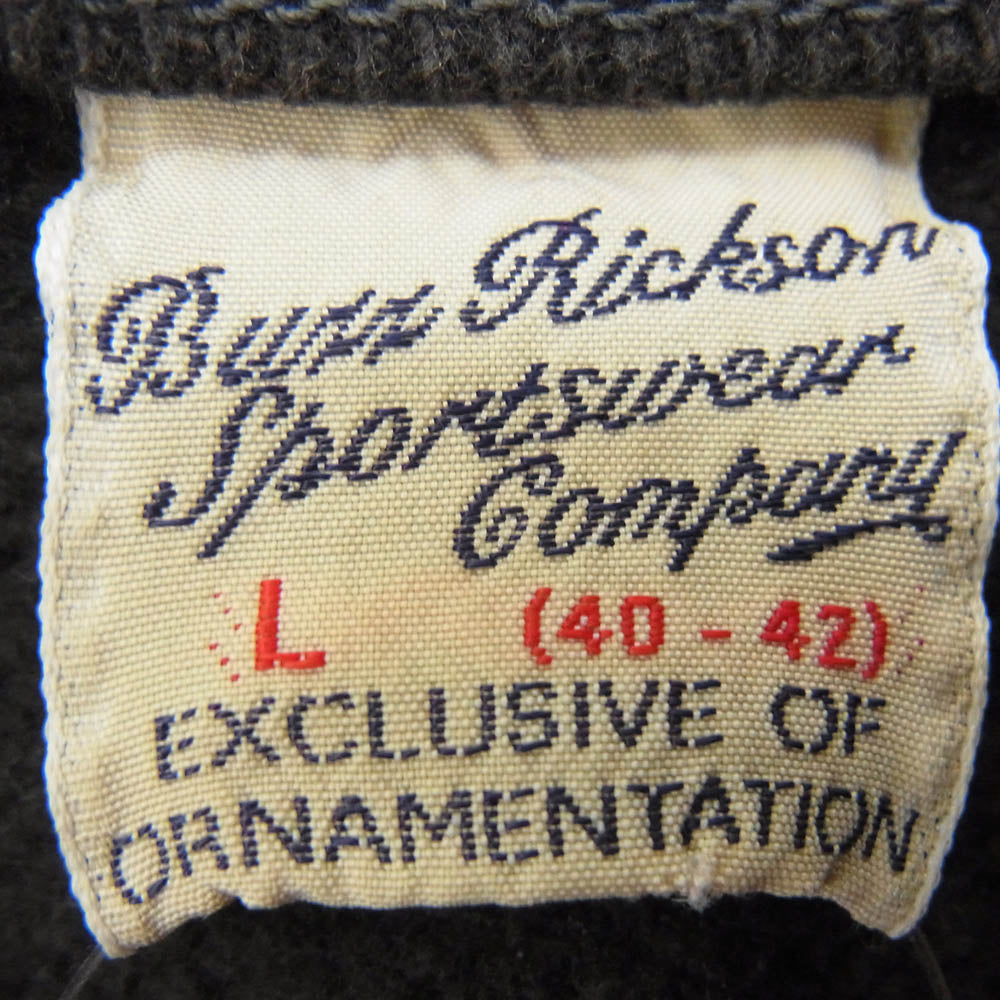 Buzz Rickson
Sportswear
Company
L (40 - 42)
EXCLUSIVE OF
ORNAMENTATION